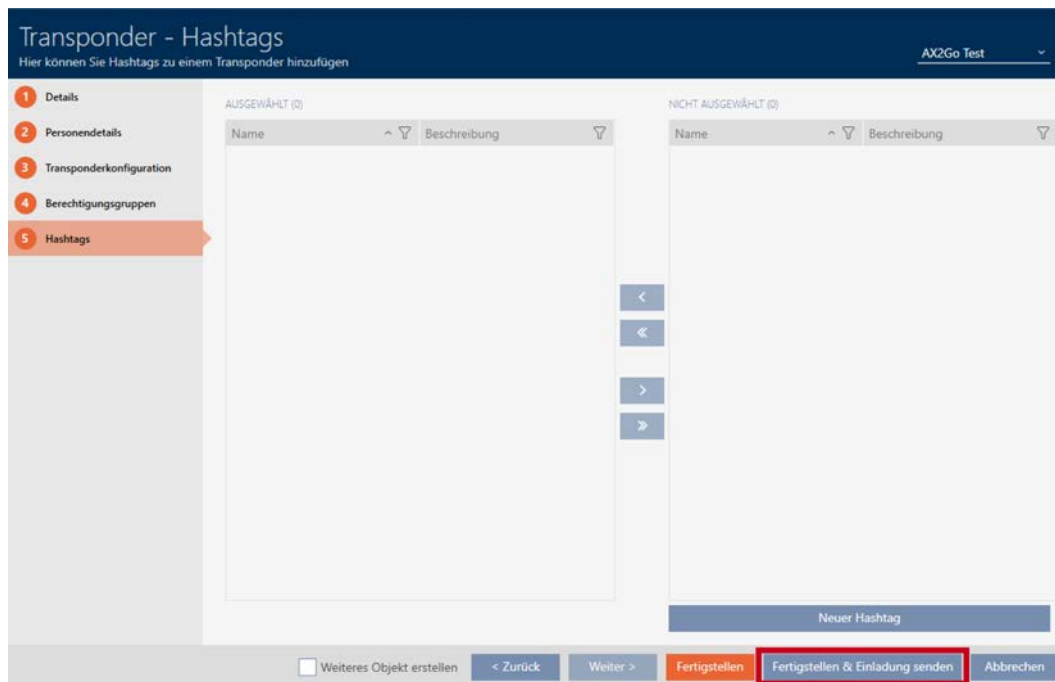 Transponder - Hashtags
Hier können Sie Hashtags zu einem Transponder hinzufügen
AX2Go Test
1 Details
2 Personendetails
3 Transponderkonfiguration
4 Berechtigungsgruppen
5 Hashtags
AUSGEWÄHLT (0)
Name
Beschreibung
NICHT AUSGEWÄHLT (0)
Name
Beschreibung
Neuer Hashtag
Weiteres Objekt erstellen
< Zurück
Weiter >
Fertigstellen
Fertigstellen & Einladung senden
Abbrechen